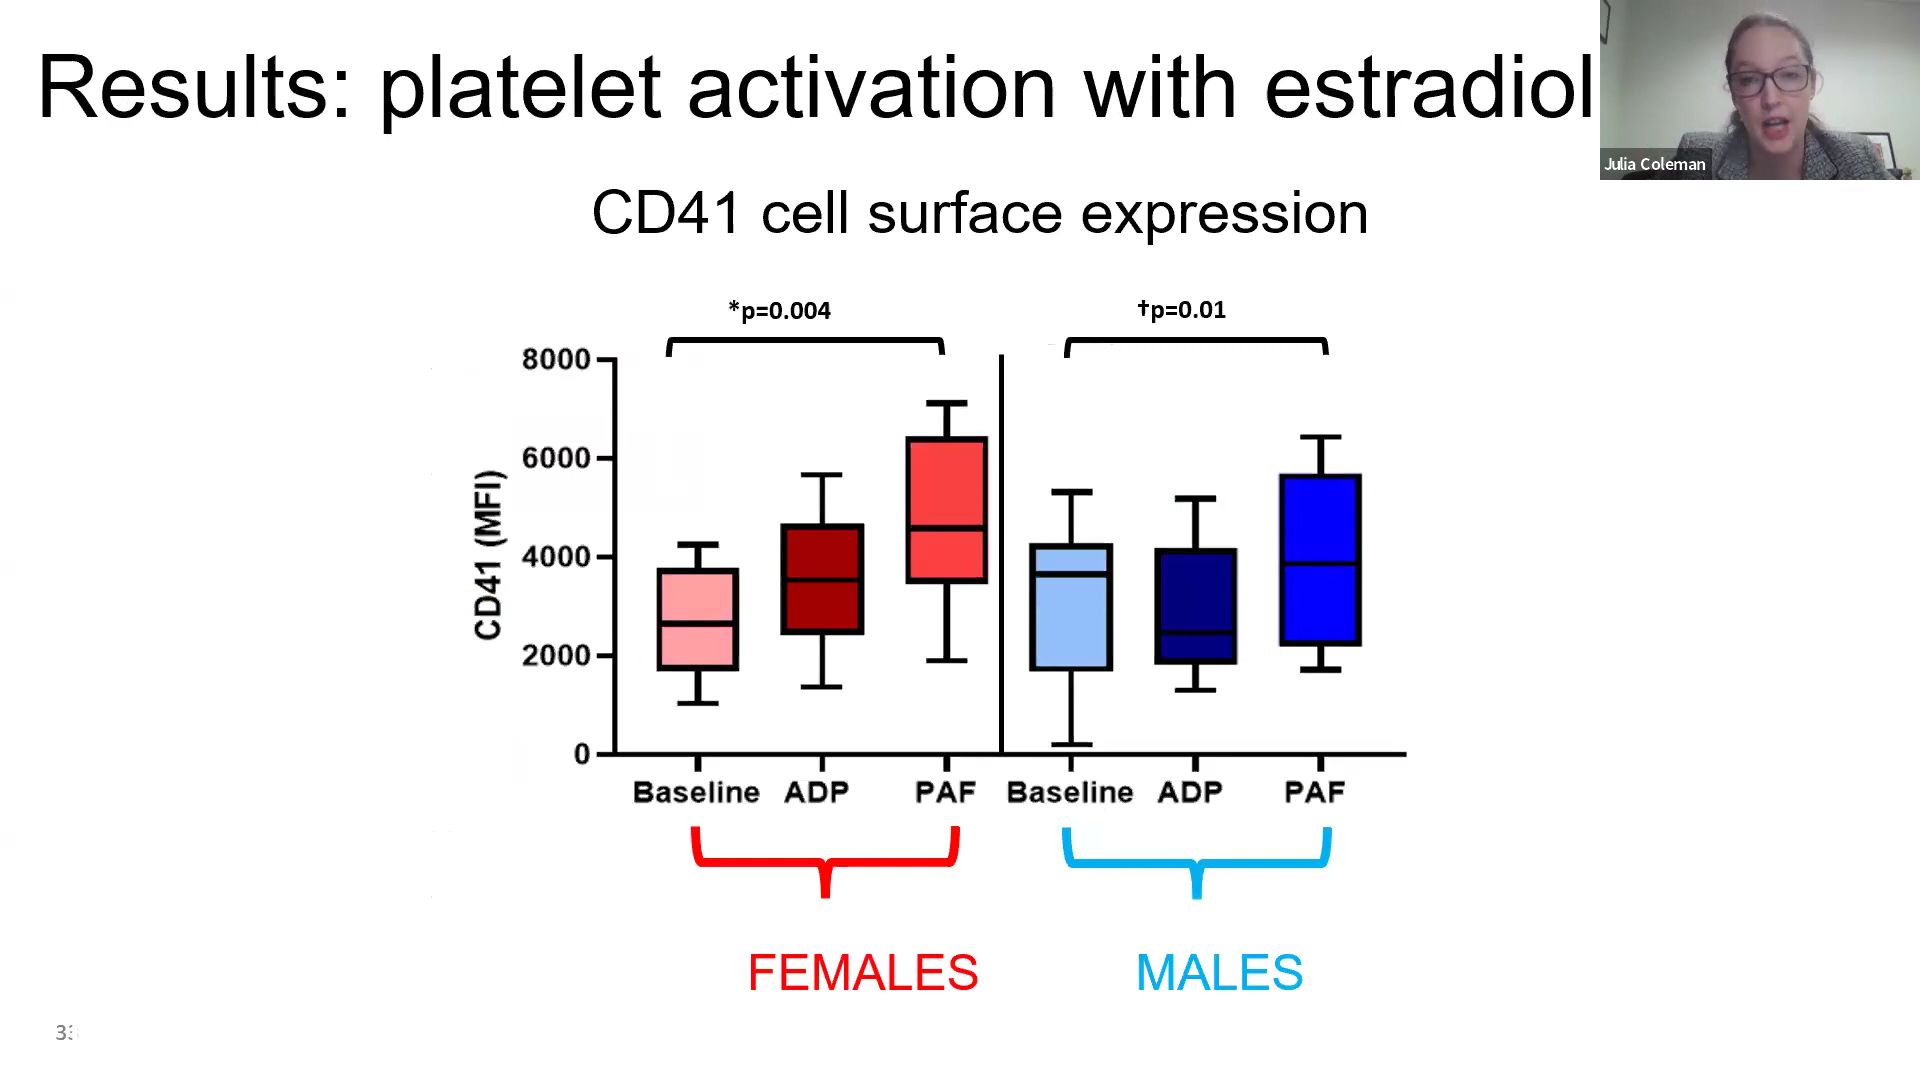 Results: platelet activation with estradiol
Julia Coleman
CD41 cell surface expression
*p=0.004
†p=0.01
CD41 (MFI)
8000
6000
4000
2000
0
Baseline ADP PAF Baseline ADP PAF
FEMALES MALES